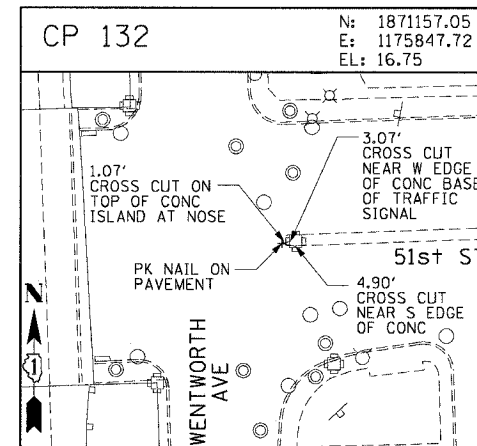 CP 132
N: 1871157.05
E: 1175847.72
EL: 16.75
1.07'
CROSS CUT ON
TOP OF CONC
ISLAND AT NOSE
3.07'
CROSS CUT
NEAR W EDGE
OF CONC BASE
OF TRAFFIC
SIGNAL
PK NAIL ON
PAVEMENT
51st ST
4.90'
CROSS CUT
NEAR S EDGE
OF CONC
N
1
WENTWORTH
AVE